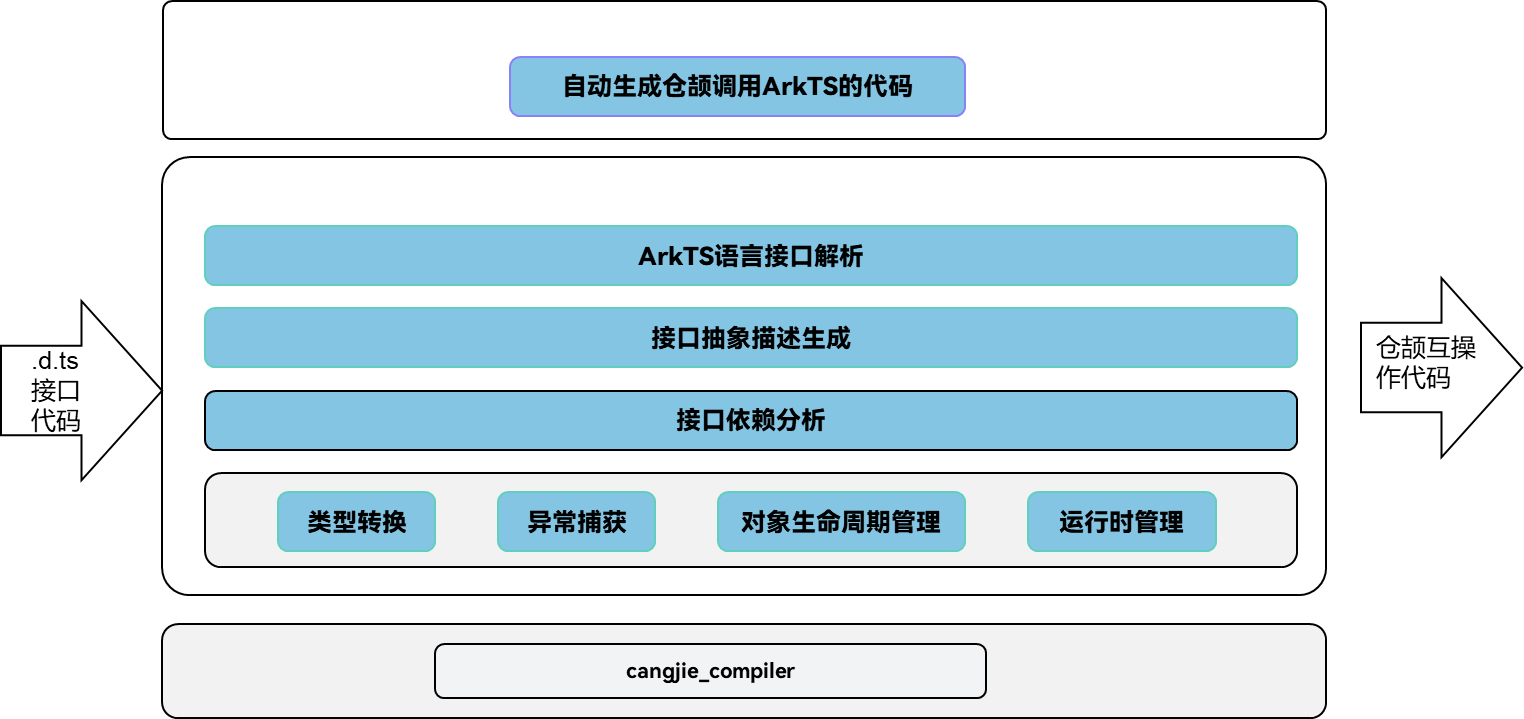 自动生成仓颉调用ArkTS的代码
ArkTS语言接口解析
接口抽象描述生成
接口依赖分析
类型转换
异常捕获
对象生命周期管理
运行时管理
cangjie_compiler
.d.ts
接口
代码
仓颉互操
作代码